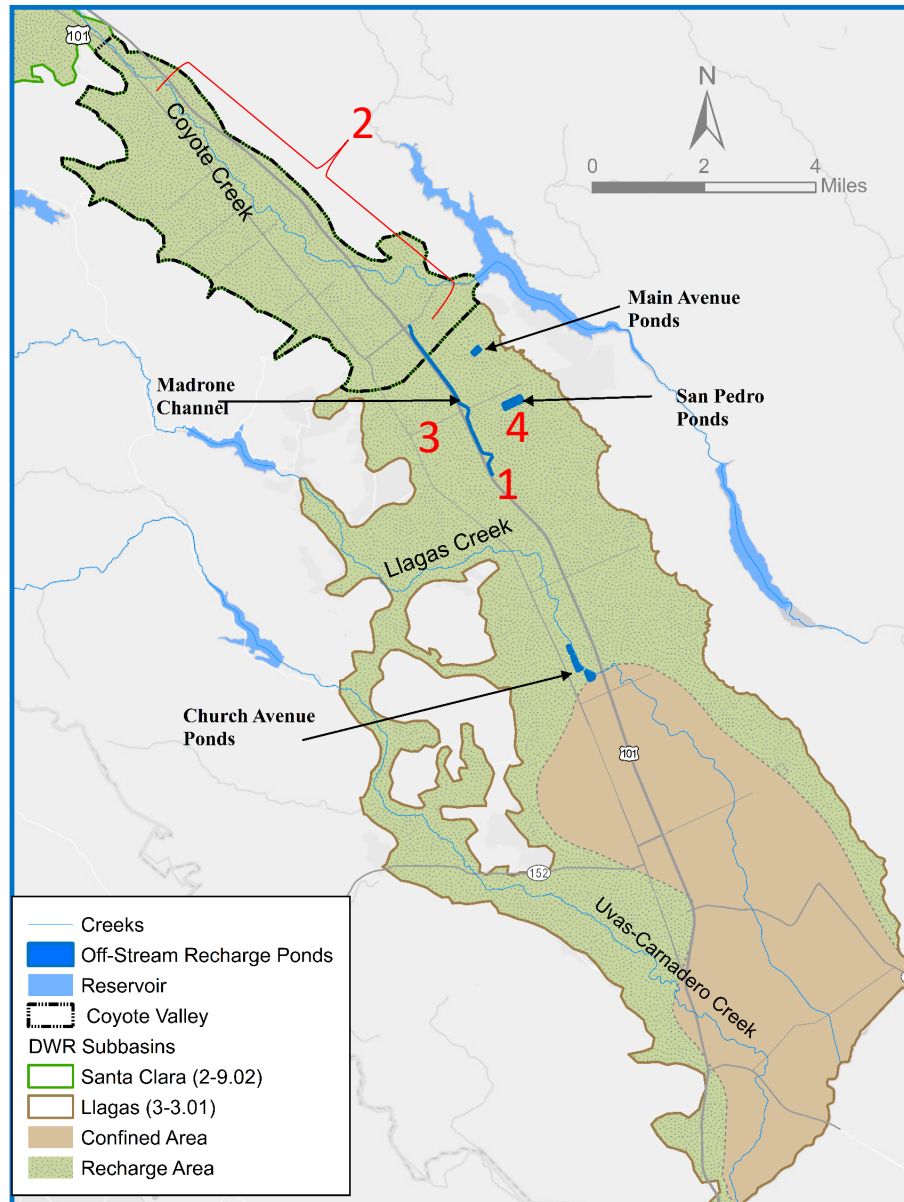 101
2
Coyote Creek
N
0 2 4
Miles
Main Avenue
Ponds
Madrone
Channel
San Pedro
Ponds
3
4
1
Llagas Creek
Church Avenue
Ponds
101
152
Uvas-Carnadero Creek
Creeks
Off-Stream Recharge Ponds
Reservoir
Coyote Valley
DWR Subbasins
Santa Clara (2-9.02)
Llagas (3-3.01)
Confined Area
Recharge Area